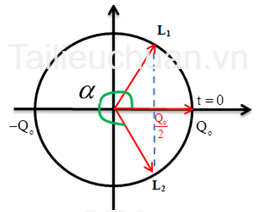 Tailieuchuan.vn
L₁
α
t = 0
Q₀/2
-Q₀
Q₀
L₂